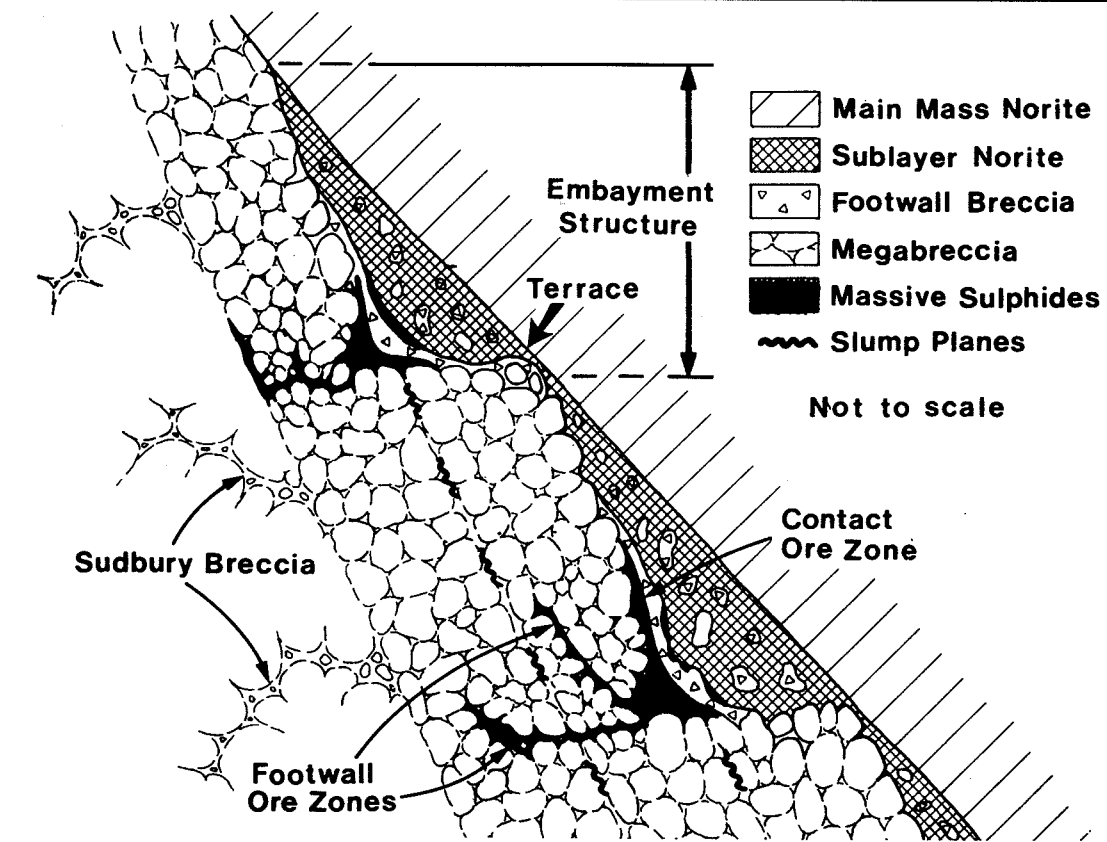 Main Mass Norite
Sublayer Norite
Footwall Breccia
Megabreccia
Massive Sulphides
Slump Planes
Not to scale
Embayment
Structure
Terrace
Contact
Ore Zone
Sudbury Breccia
Footwall
Ore Zones